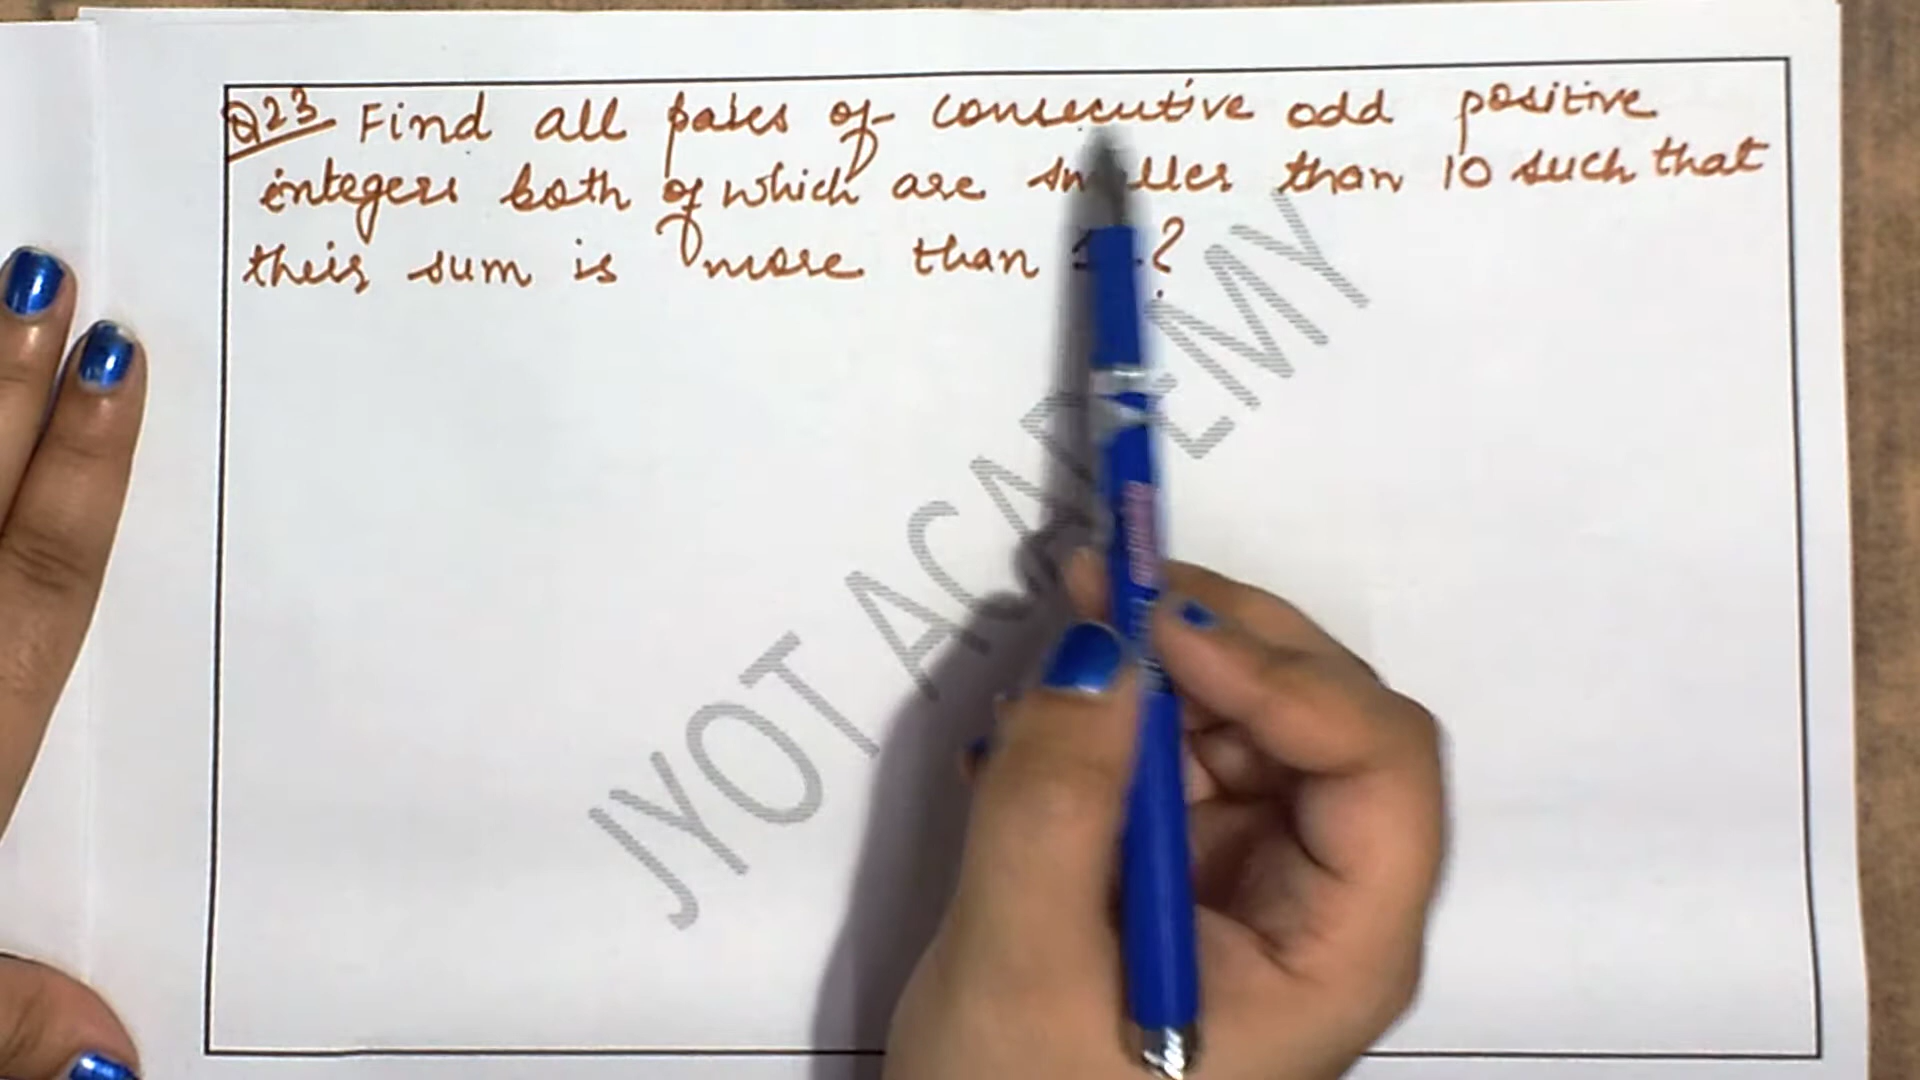 Q23 Find all pairs of consecutive odd positive
integers both of which are smaller than 10 such that
their sum is more than ?
JYOT ACADEMY